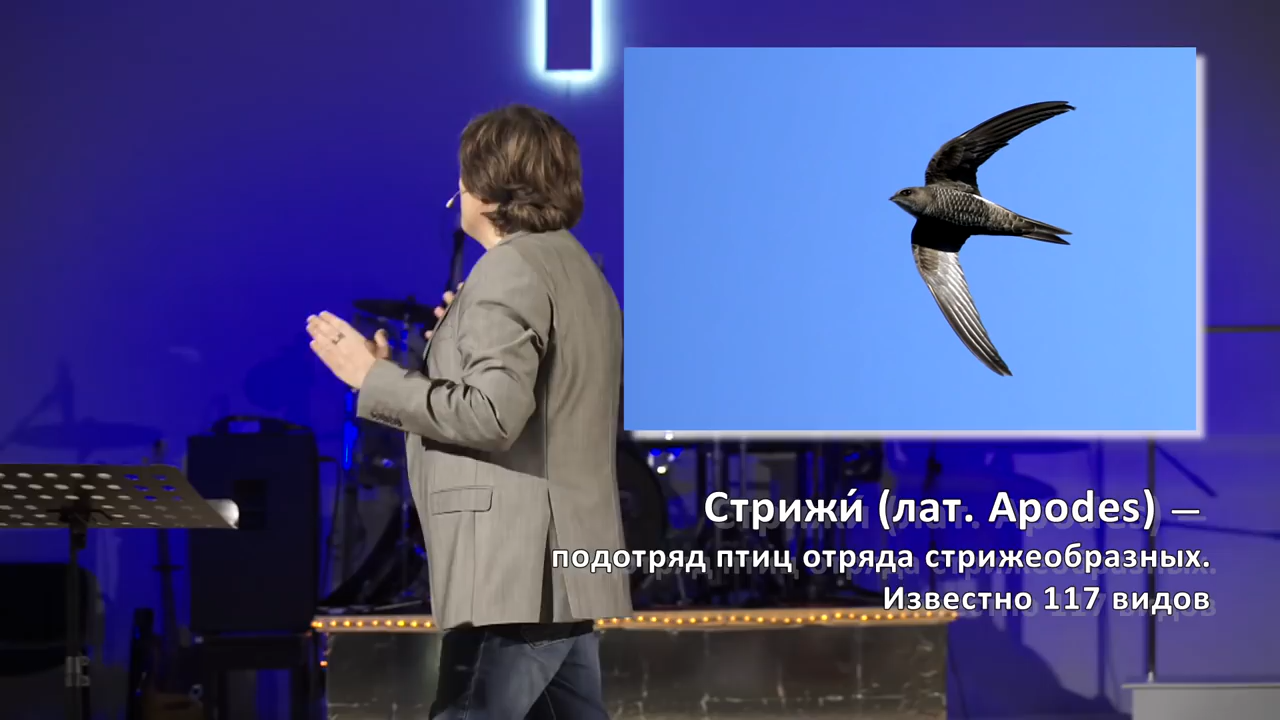 Стрижи́ (лат. Apodes) —
подотряд птиц отряда стрижеобразных.
Известно 117 видов